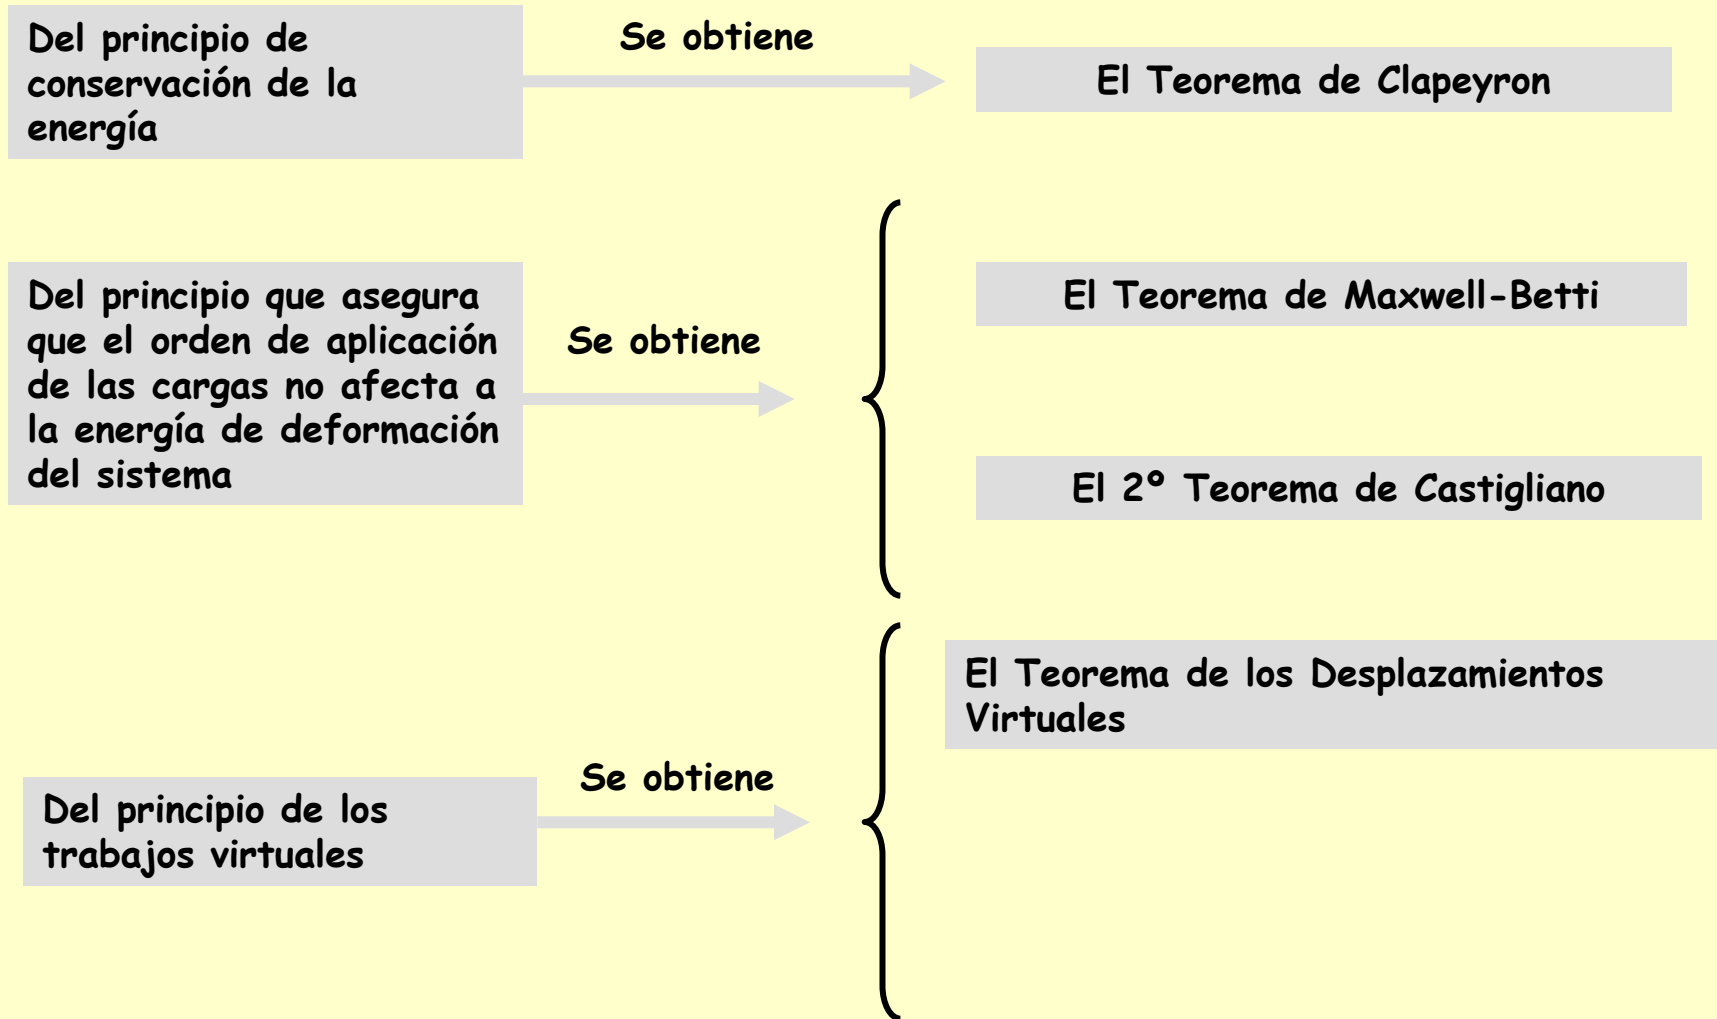 Del principio de
conservación de la
energía
Se obtiene
El Teorema de Clapeyron
Del principio que asegura
que el orden de aplicación
de las cargas no afecta a
la energía de deformación
del sistema
Se obtiene
El Teorema de Maxwell-Betti
El 2º Teorema de Castigliano
Del principio de los
trabajos virtuales
Se obtiene
El Teorema de los Desplazamientos
Virtuales